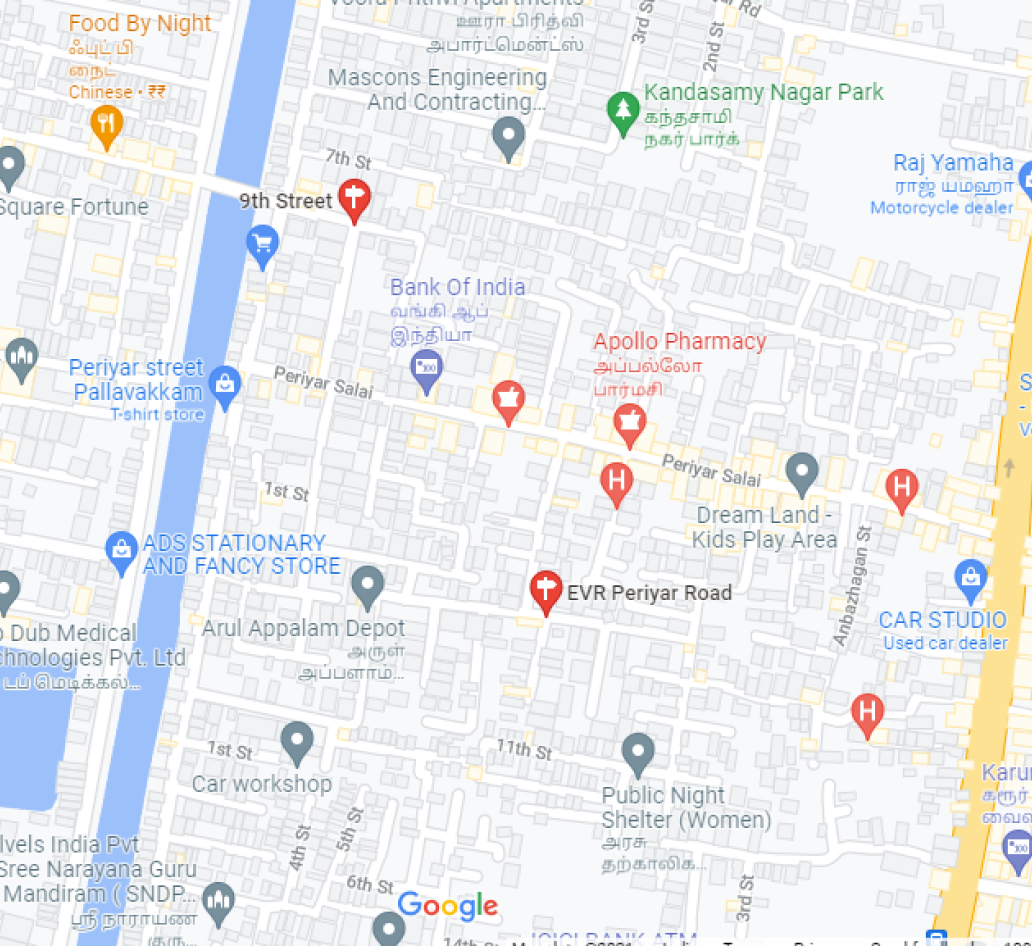 Food By Night
ஃபுட் பி
நைட்
Chinese • ₹₹
ஊரா பிரித்வி
அபார்ட்மென்ட்ஸ்
3rd St
2nd St
Rd
Mascons Engineering
And Contracting...
Kandasamy Nagar Park
கந்தசாமி
நகர் பார்க்
7th St
Raj Yamaha
ராஜ் யமஹா
Motorcycle dealer
Square Fortune
9th Street
Bank Of India
வங்கி ஆப்
இந்தியா
Apollo Pharmacy
அப்பல்லோ
பார்மசி
Periyar street
Pallavakkam
T-shirt store
Periyar Salai
Periyar Salai
1st St
Dream Land -
Kids Play Area
ADS STATIONARY
AND FANCY STORE
Anbazhagan St
EVR Periyar Road
CAR STUDIO
Used car dealer
Arul Appalam Depot
அருள்
அப்பளாம்...
Dub Medical
chnologies Pvt. Ltd
டப் மெடிக்கல்...
1st St
Car workshop
11th St
Public Night
Shelter (Women)
அரசு
தற்காலிக...
Karur
கரூர்
வைஸ்
4th St
5th St
6th St
3rd St
lvels India Pvt
Sree Narayana Guru
Mandiram ( SNDP...
ஸ்ரீ நாராயண
குரு...
Google
14th St
ICICI BANK ATM